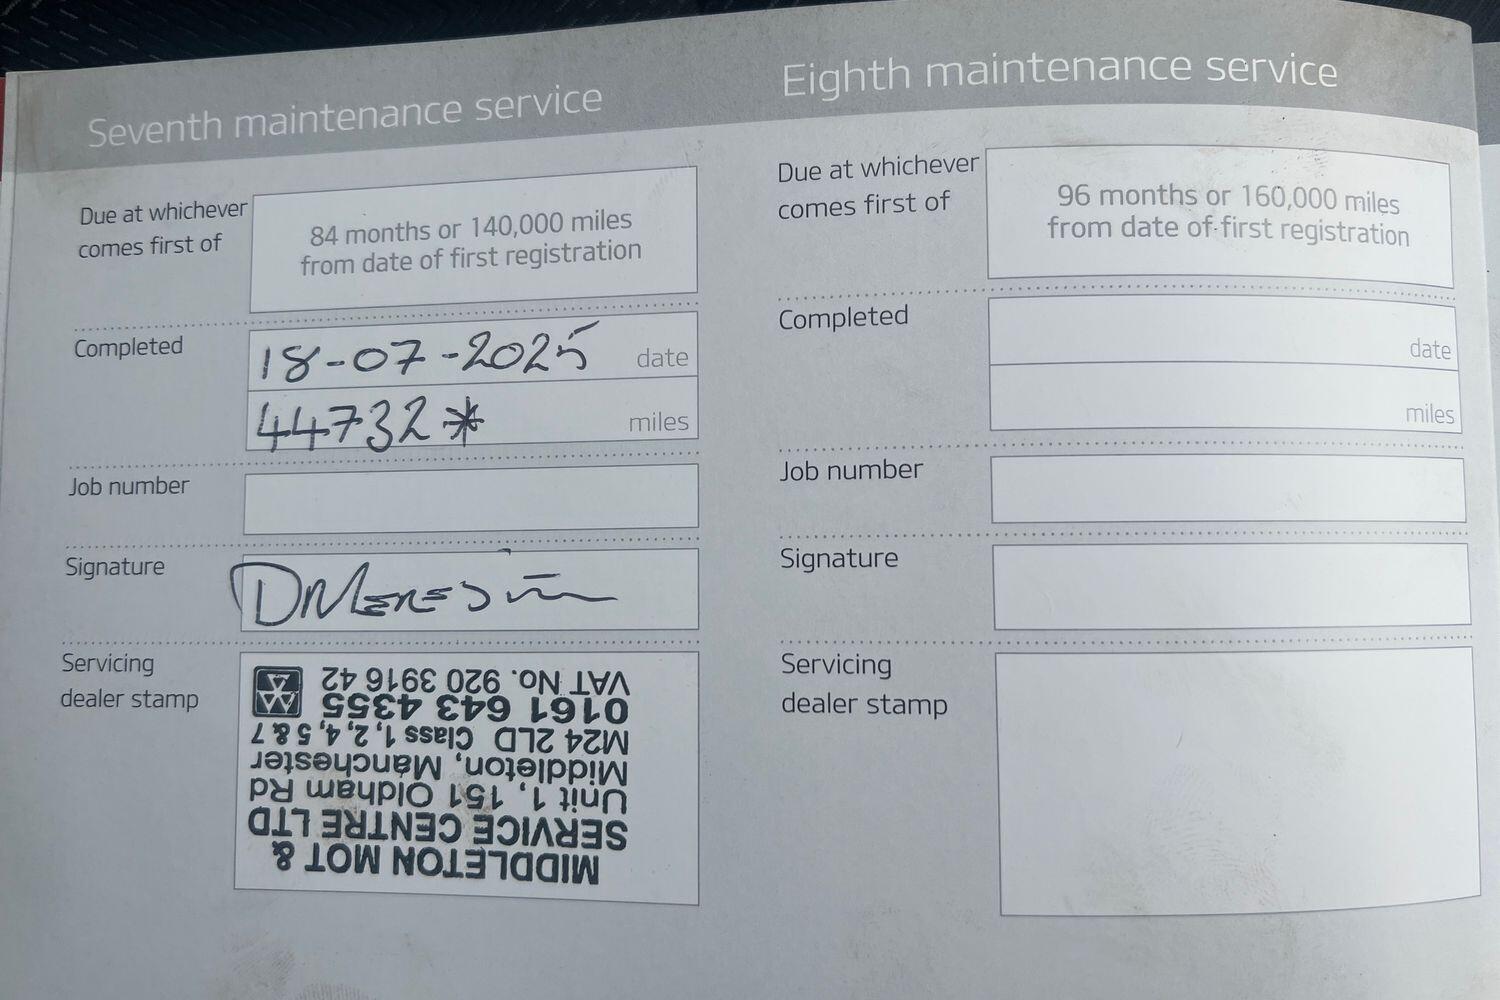 Seventh maintenance service
Due at whichever
comes first of
84 months or 140,000 miles
from date of first registration
Completed
18-07-2025 date
44732* miles
Job number
Signature
Servicing
dealer stamp
MIDDLETON MOT &
SERVICE CENTRE LTD
Unit 1, 151 Oldham Rd
Middleton, Manchester
M24 2LD Class 1, 2, 4, 5 & 7
0161 643 4355
VAT No. 920 3916 42
Eighth maintenance service
Due at whichever
comes first of
96 months or 160,000 miles
from date of first registration
Completed
date
miles
Job number
Signature
Servicing
dealer stamp